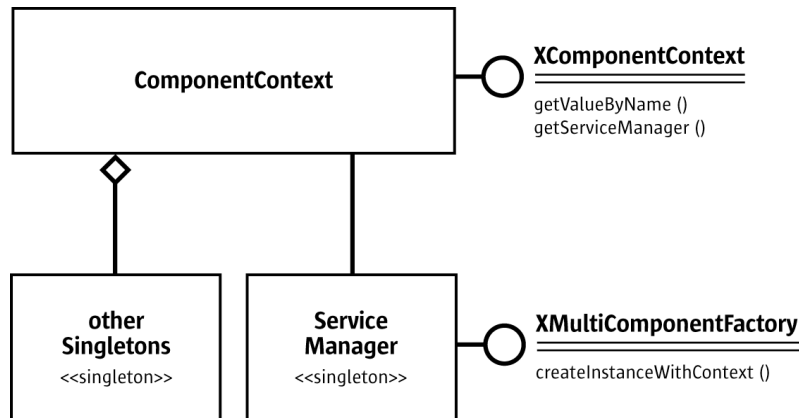 ComponentContext
XComponentContext
getValueByName ()
getServiceManager ()
other
Singletons
<<singleton>>
Service
Manager
<<singleton>>
XMultiComponentFactory
createInstanceWithContext ()